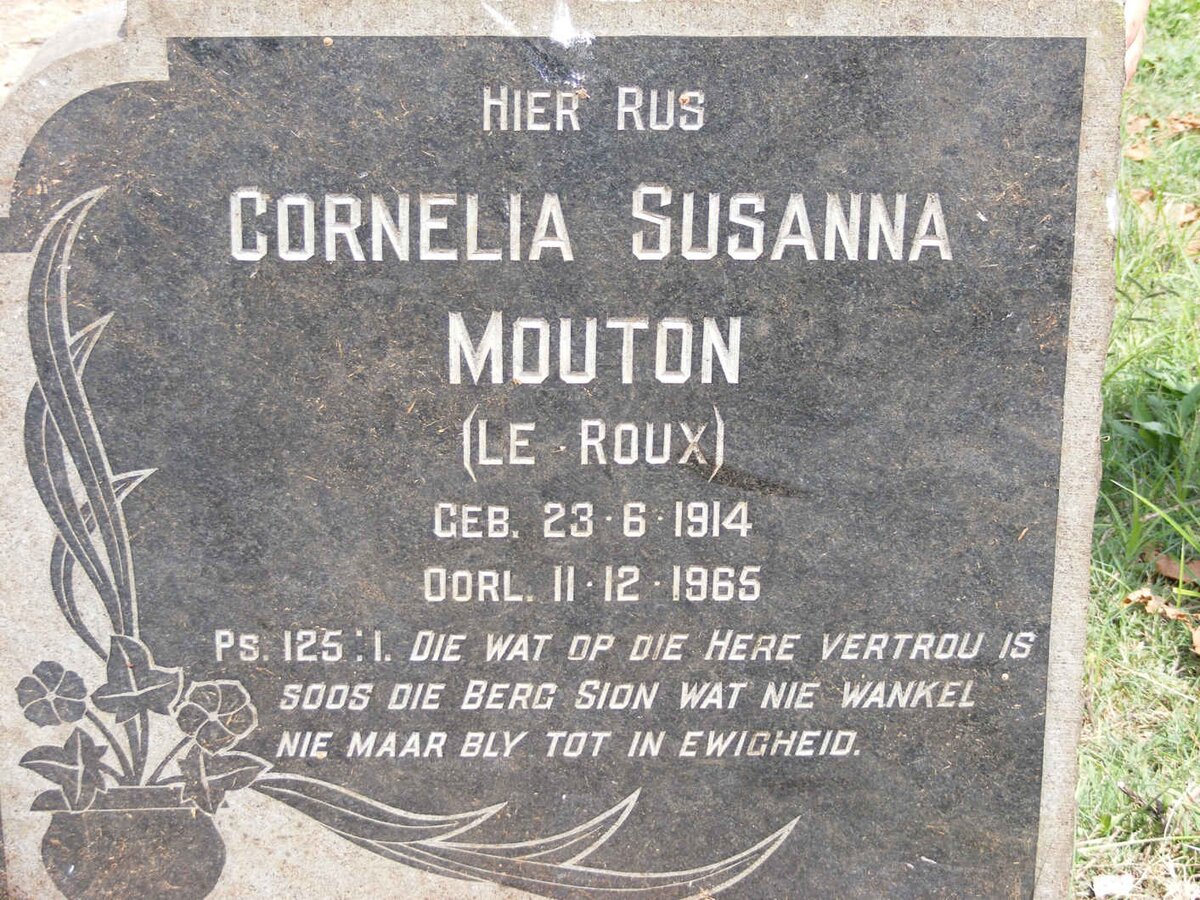 HIER RUS
CORNELIA SUSANNA
MOUTON
(LE ROUX)
GEB. 23·6·1914
OORL. 11·12·1965
PS. 125:1. DIE WAT OP DIE HERE VERTROU IS
SOOS DIE BERG SION WAT NIE WANKEL
NIE MAAR BLY TOT IN EWIGHEID.